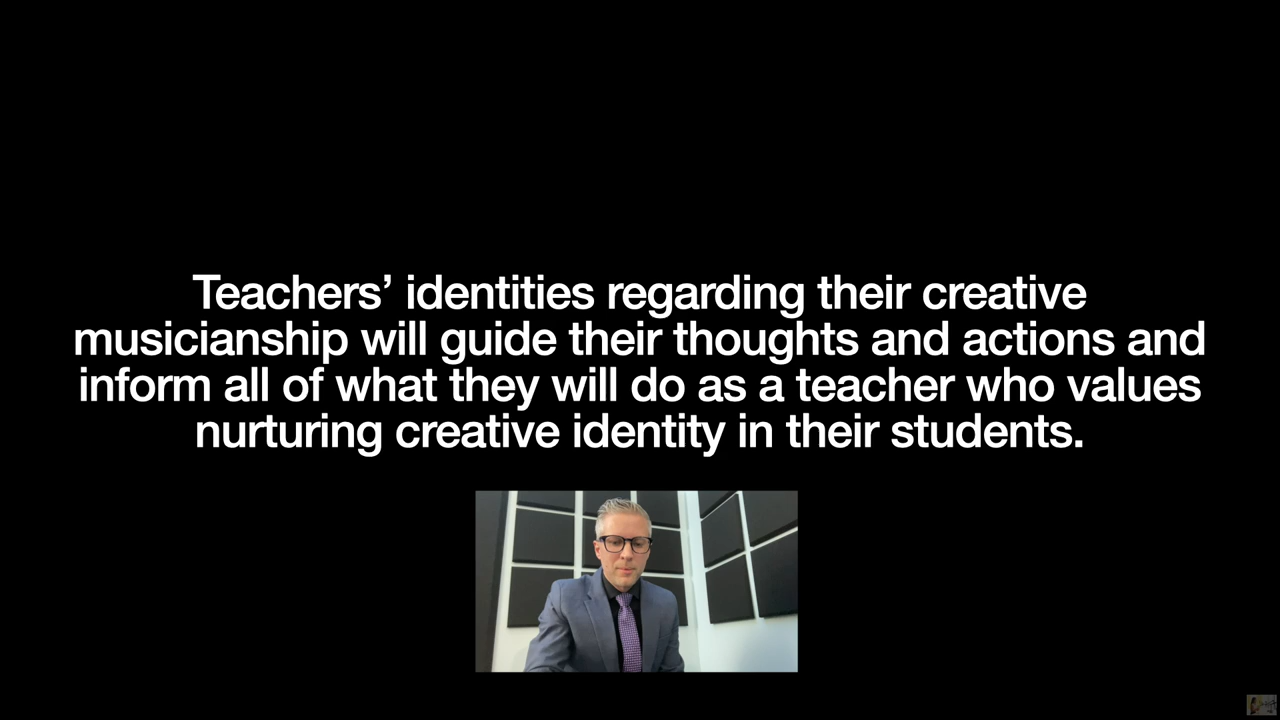 Teachers’ identities regarding their creative
musicianship will guide their thoughts and actions and
inform all of what they will do as a teacher who values
nurturing creative identity in their students.